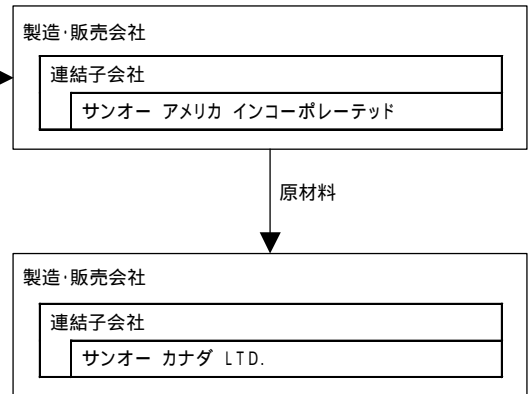 製造・販売会社
連結子会社
サンオー アメリカ インコーポレーテッド
原材料
製造・販売会社
連結子会社
サンオー カナダ LTD.